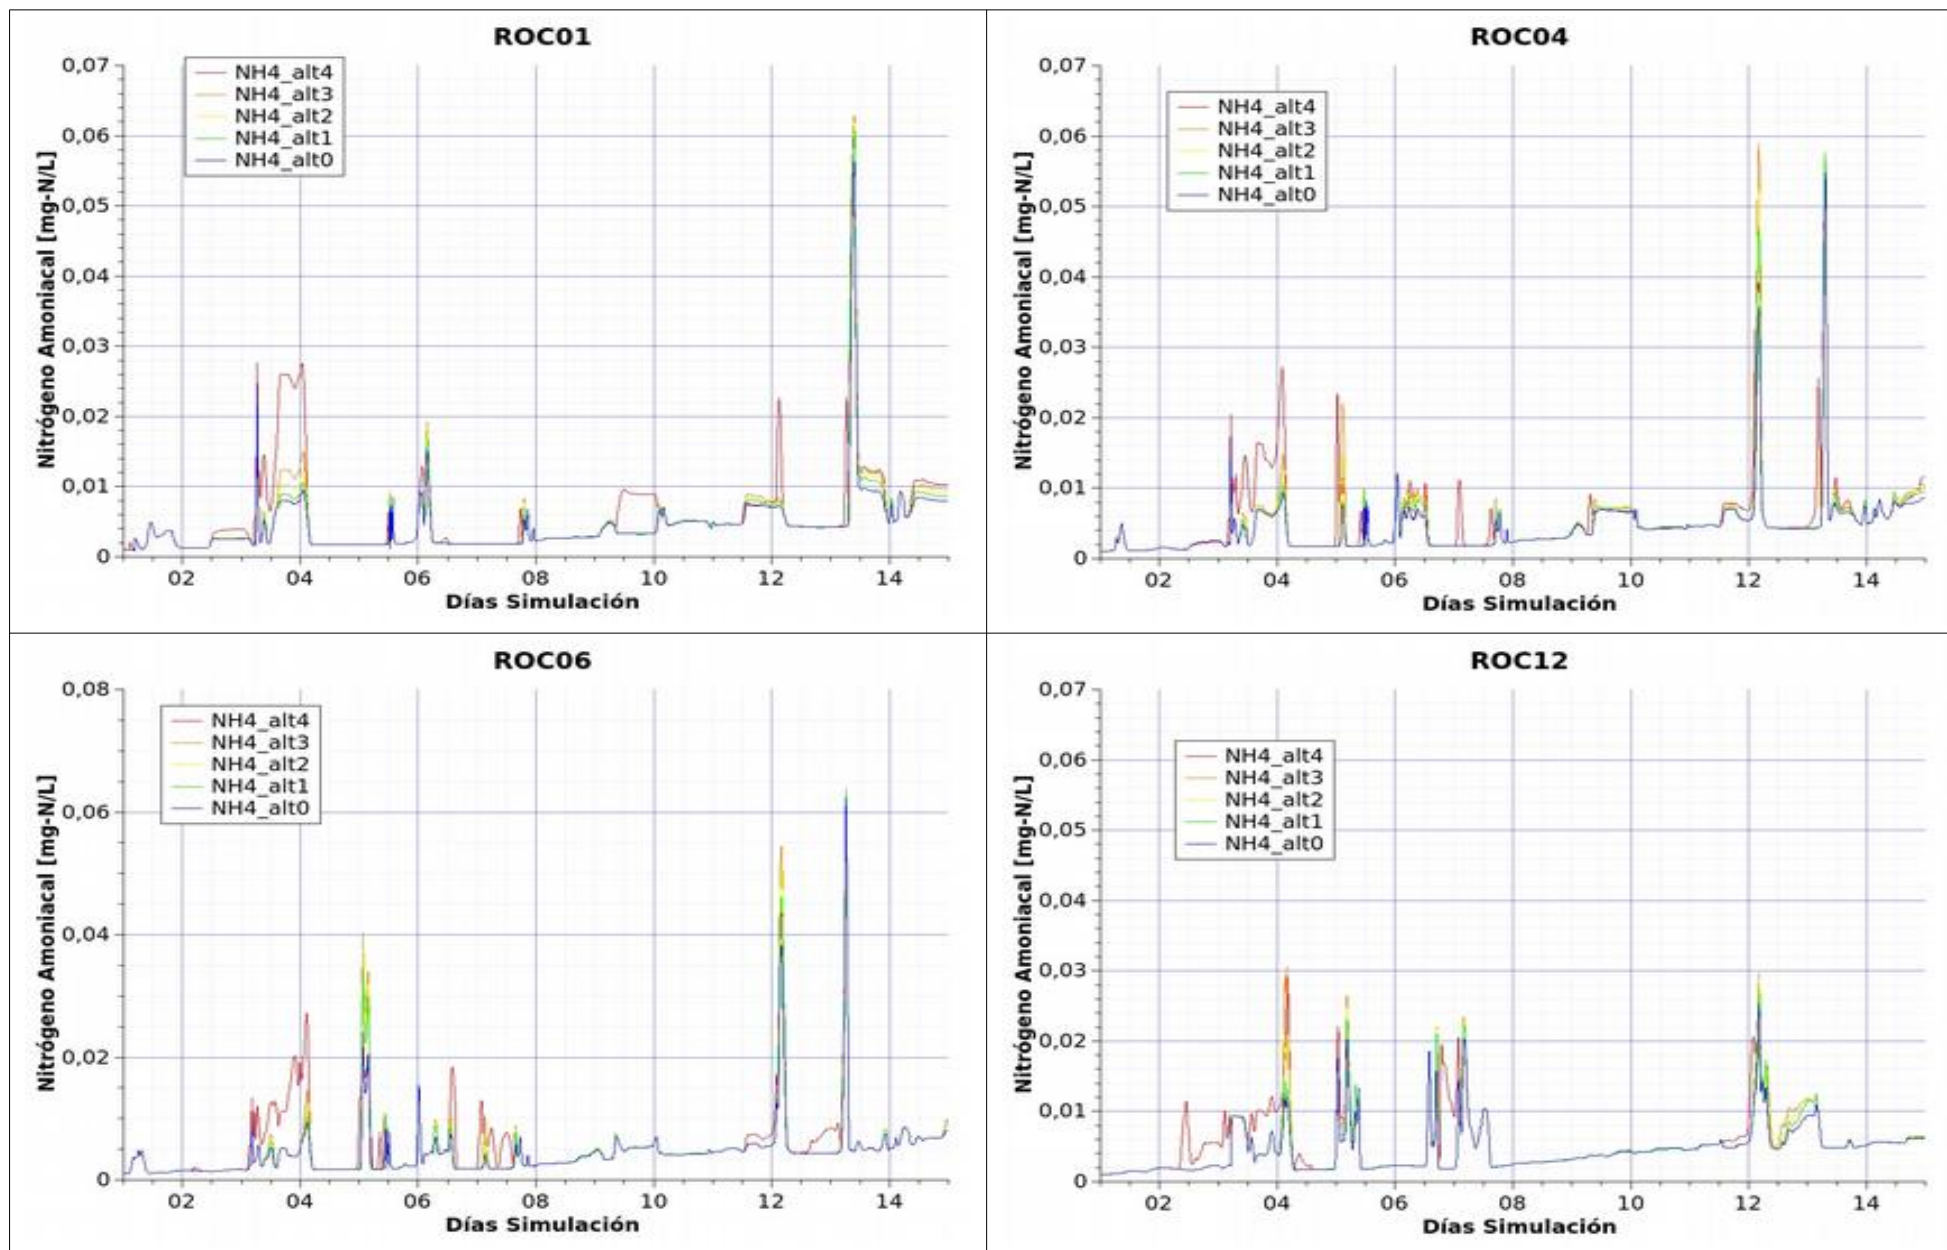 ROC01
0,07
0,06
0,05
0,04
0,03
0,02
0,01
0
Nitrógeno Amoniacal [mg-N/L]
NH4_alt4
NH4_alt3
NH4_alt2
NH4_alt1
NH4_alt0
02 04 06 08 10 12 14
Días Simulación
ROC04
0,07
0,06
0,05
0,04
0,03
0,02
0,01
0
Nitrógeno Amoniacal [mg-N/L]
NH4_alt4
NH4_alt3
NH4_alt2
NH4_alt1
NH4_alt0
02 04 06 08 10 12 14
Días Simulación
ROC06
0,08
0,06
0,04
0,02
0
Nitrógeno Amoniacal [mg-N/L]
NH4_alt4
NH4_alt3
NH4_alt2
NH4_alt1
NH4_alt0
02 04 06 08 10 12 14
Días Simulación
ROC12
0,07
0,06
0,05
0,04
0,03
0,02
0,01
0
Nitrógeno Amoniacal [mg-N/L]
NH4_alt4
NH4_alt3
NH4_alt2
NH4_alt1
NH4_alt0
02 04 06 08 10 12 14
Días Simulación